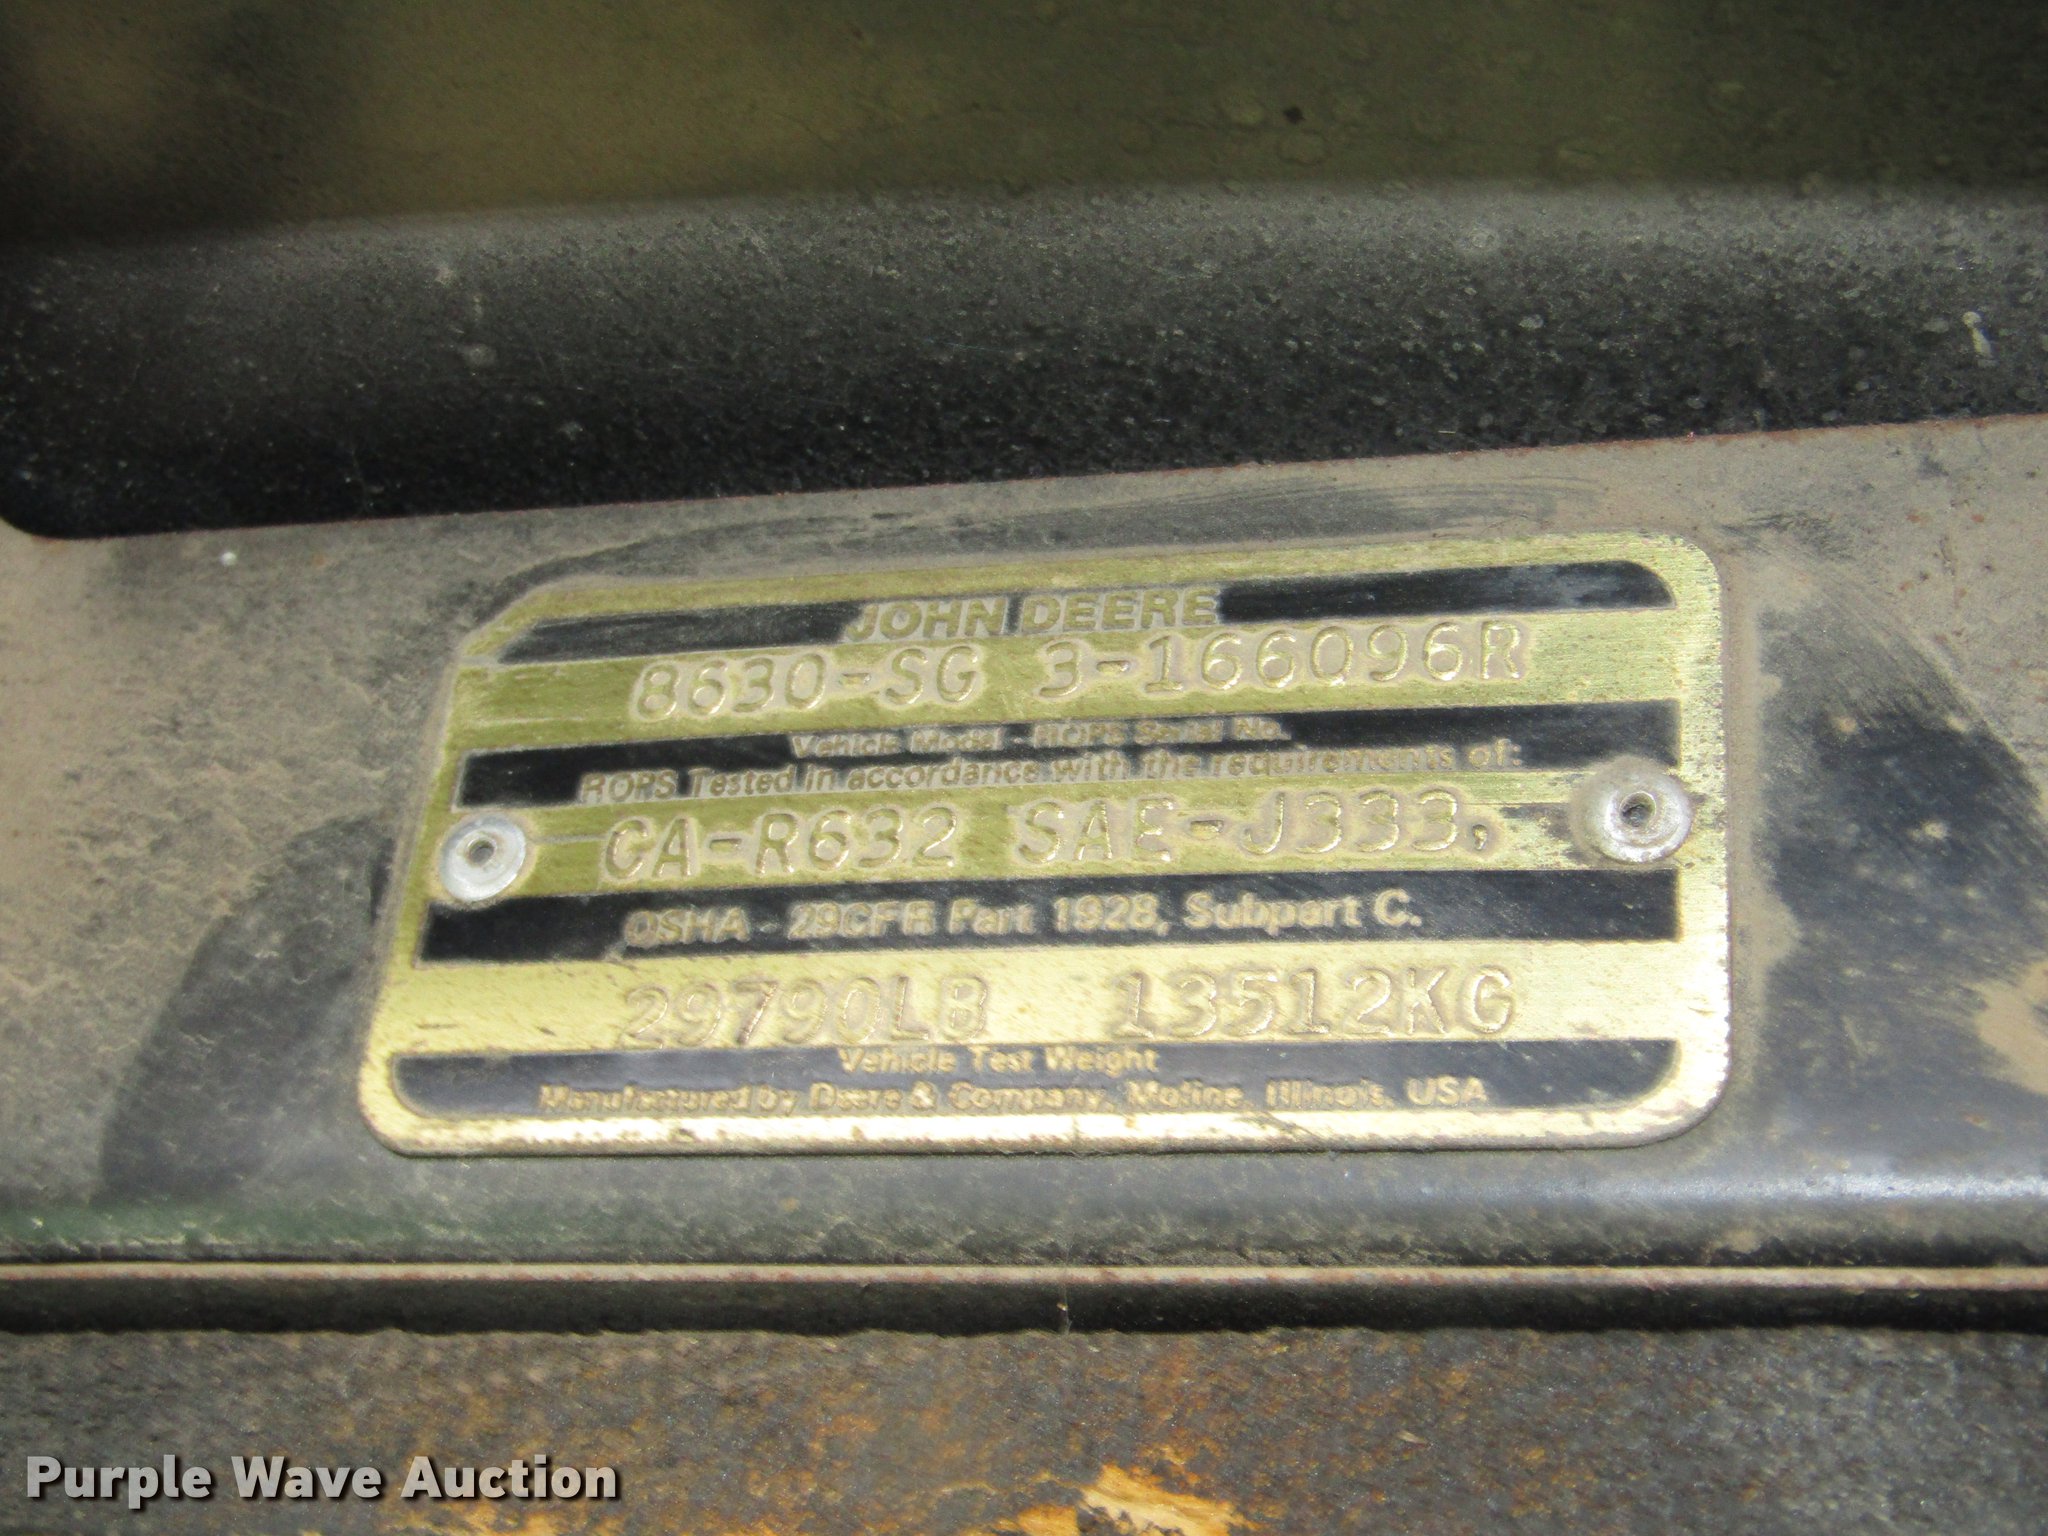 JOHN DEERE
8630-SG 3-166096R
Vehicle Model - ROPS Serial No.
ROPS Tested in accordance with the requirements of:
CA-R632 SAE-J333,
OSHA - 29CFR Part 1928, Subpart C.
29790LB 13512KG
Vehicle Test Weight
Manufactured by Deere & Company, Moline, Illinois, USA
Purple Wave Auction